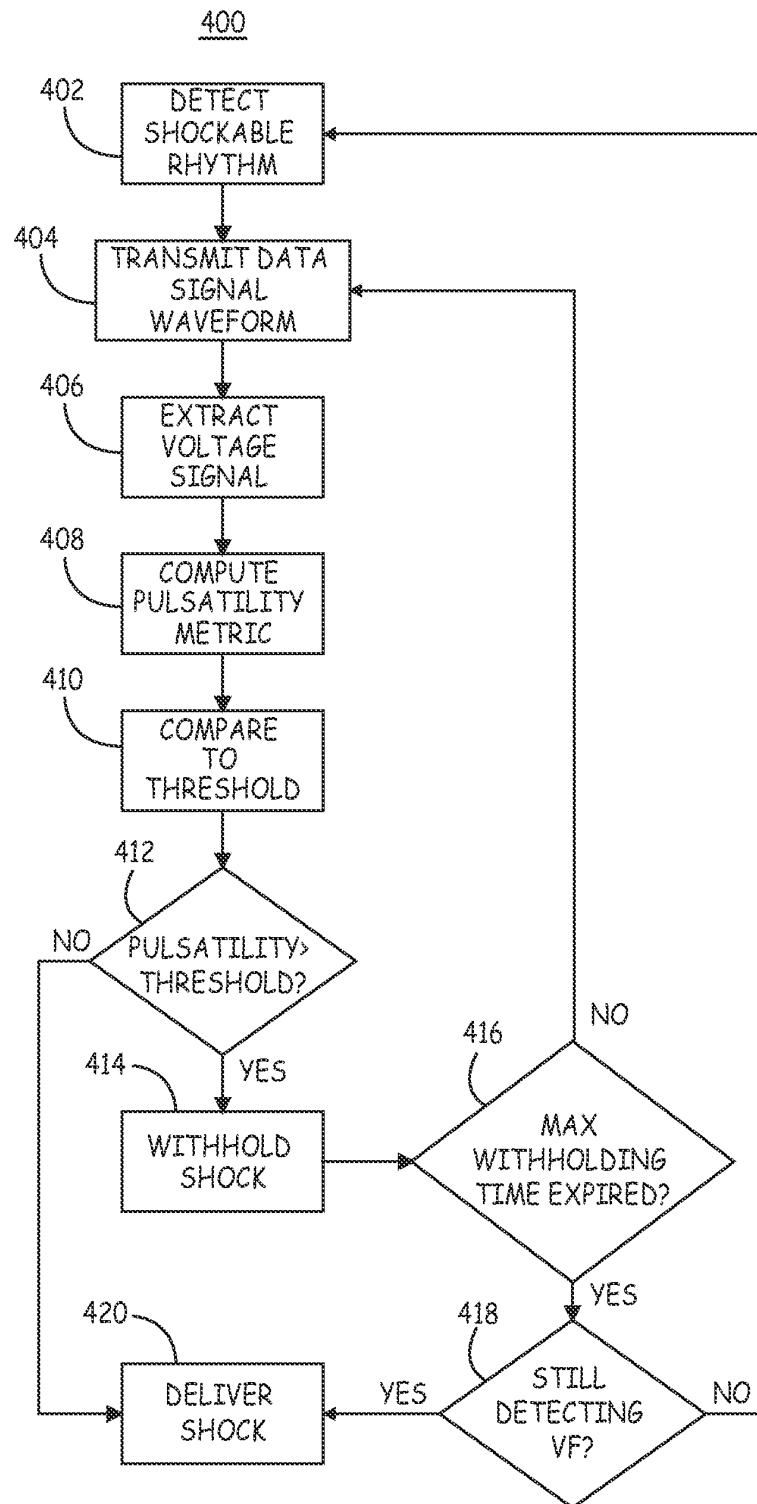 400
402
DETECT
SHOCKABLE
RHYTHM
404
TRANSMIT DATA
SIGNAL
WAVEFORM
406
EXTRACT
VOLTAGE
SIGNAL
408
COMPUTE
PULSATILITY
METRIC
410
COMPARE
TO
THRESHOLD
412
NO
PULSATILITY>
THRESHOLD?
YES
414
WITHHOLD
SHOCK
416
NO
MAX
WITHHOLDING
TIME EXPIRED?
YES
418
STILL
DETECTING
VF?
NO
YES
420
DELIVER
SHOCK